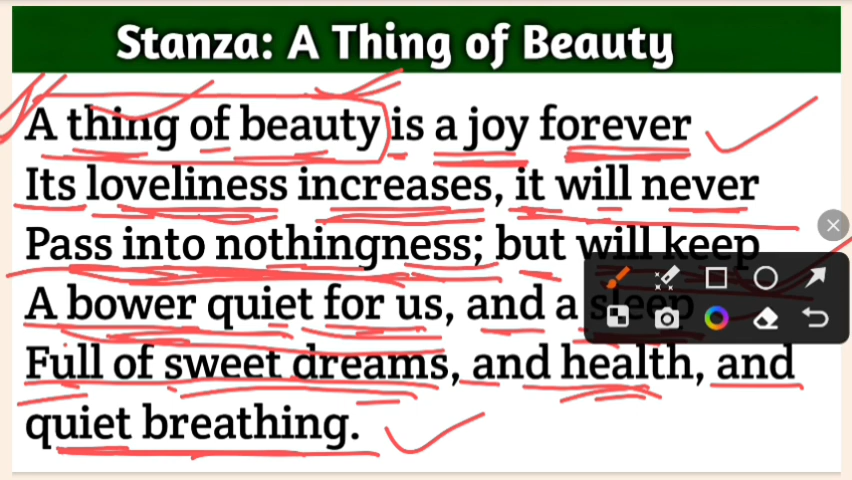 Stanza: A Thing of Beauty
A thing of beauty is a joy forever
Its loveliness increases, it will never
Pass into nothingness; but will keep
A bower quiet for us, and a sleep
Full of sweet dreams, and health, and
quiet breathing.